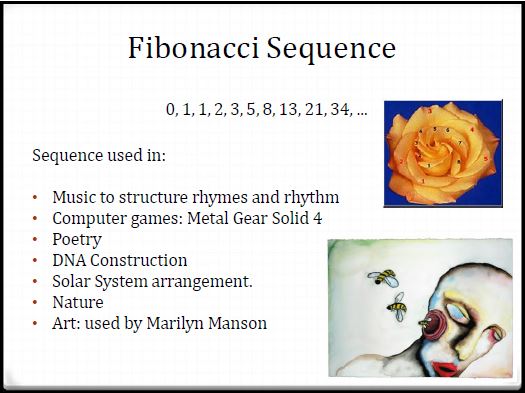 Fibonacci Sequence
0, 1, 1, 2, 3, 5, 8, 13, 21, 34, ...
Sequence used in:
• Music to structure rhymes and rhythm
• Computer games: Metal Gear Solid 4
• Poetry
• DNA Construction
• Solar System arrangement.
• Nature
• Art: used by Marilyn Manson